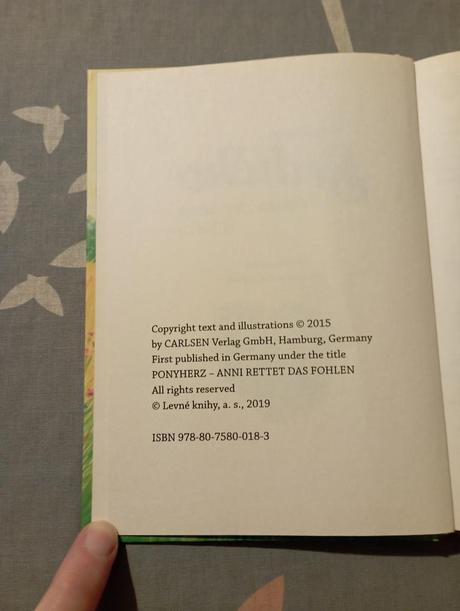 Copyright text and illustrations © 2015
by CARLSEN Verlag GmbH, Hamburg, Germany
First published in Germany under the title
PONYHERZ – ANNI RETTET DAS FOHLEN
All rights reserved
© Levné knihy, a. s., 2019
ISBN 978-80-7580-018-3